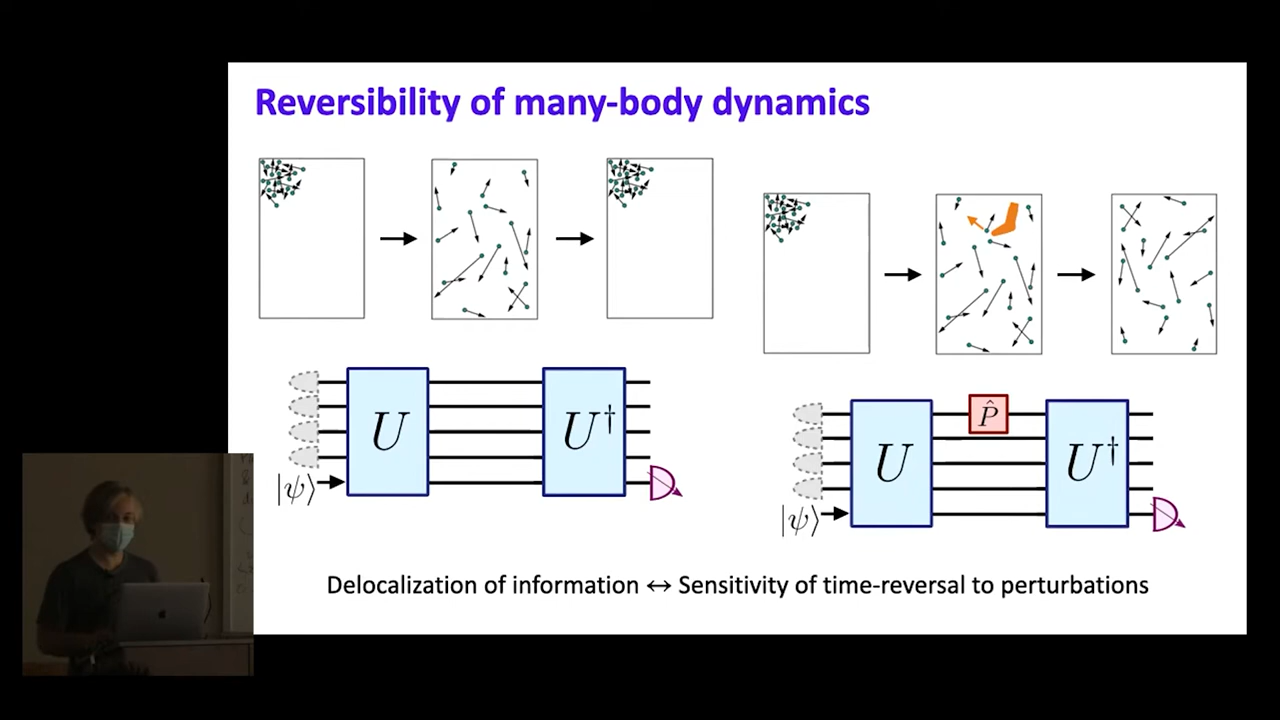 Reversibility of many-body dynamics
U
U†
|ψ⟩
U
P̂
U†
|ψ⟩
Delocalization of information ↔ Sensitivity of time-reversal to perturbations